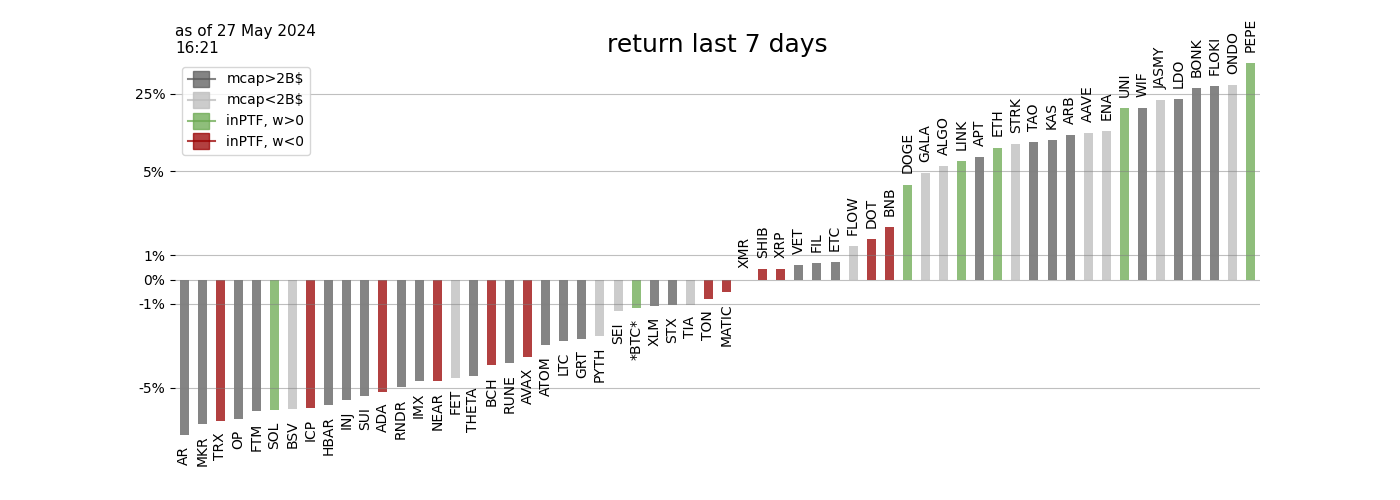 as of 27 May 2024
16:21
return last 7 days
mcap>2B$
mcap<2B$
inPTF, w>0
inPTF, w<0
25%
5%
1%
0%
-1%
-5%
AR
MKR
TRX
OP
FTM
SOL
BSV
ICP
HBAR
INJ
SUI
ADA
RNDR
IMX
NEAR
FET
THETA
BCH
RUNE
AVAX
ATOM
LTC
GRT
PYTH
SEI
*BTC*
XLM
STX
TIA
TON
MATIC
XMR
SHIB
XRP
VET
FIL
ETC
FLOW
DOT
BNB
DOGE
GALA
ALGO
LINK
APT
ETH
STRK
TAO
KAS
ARB
AAVE
ENA
UNI
WIF
JASMY
LDO
BONK
FLOKI
ONDO
PEPE